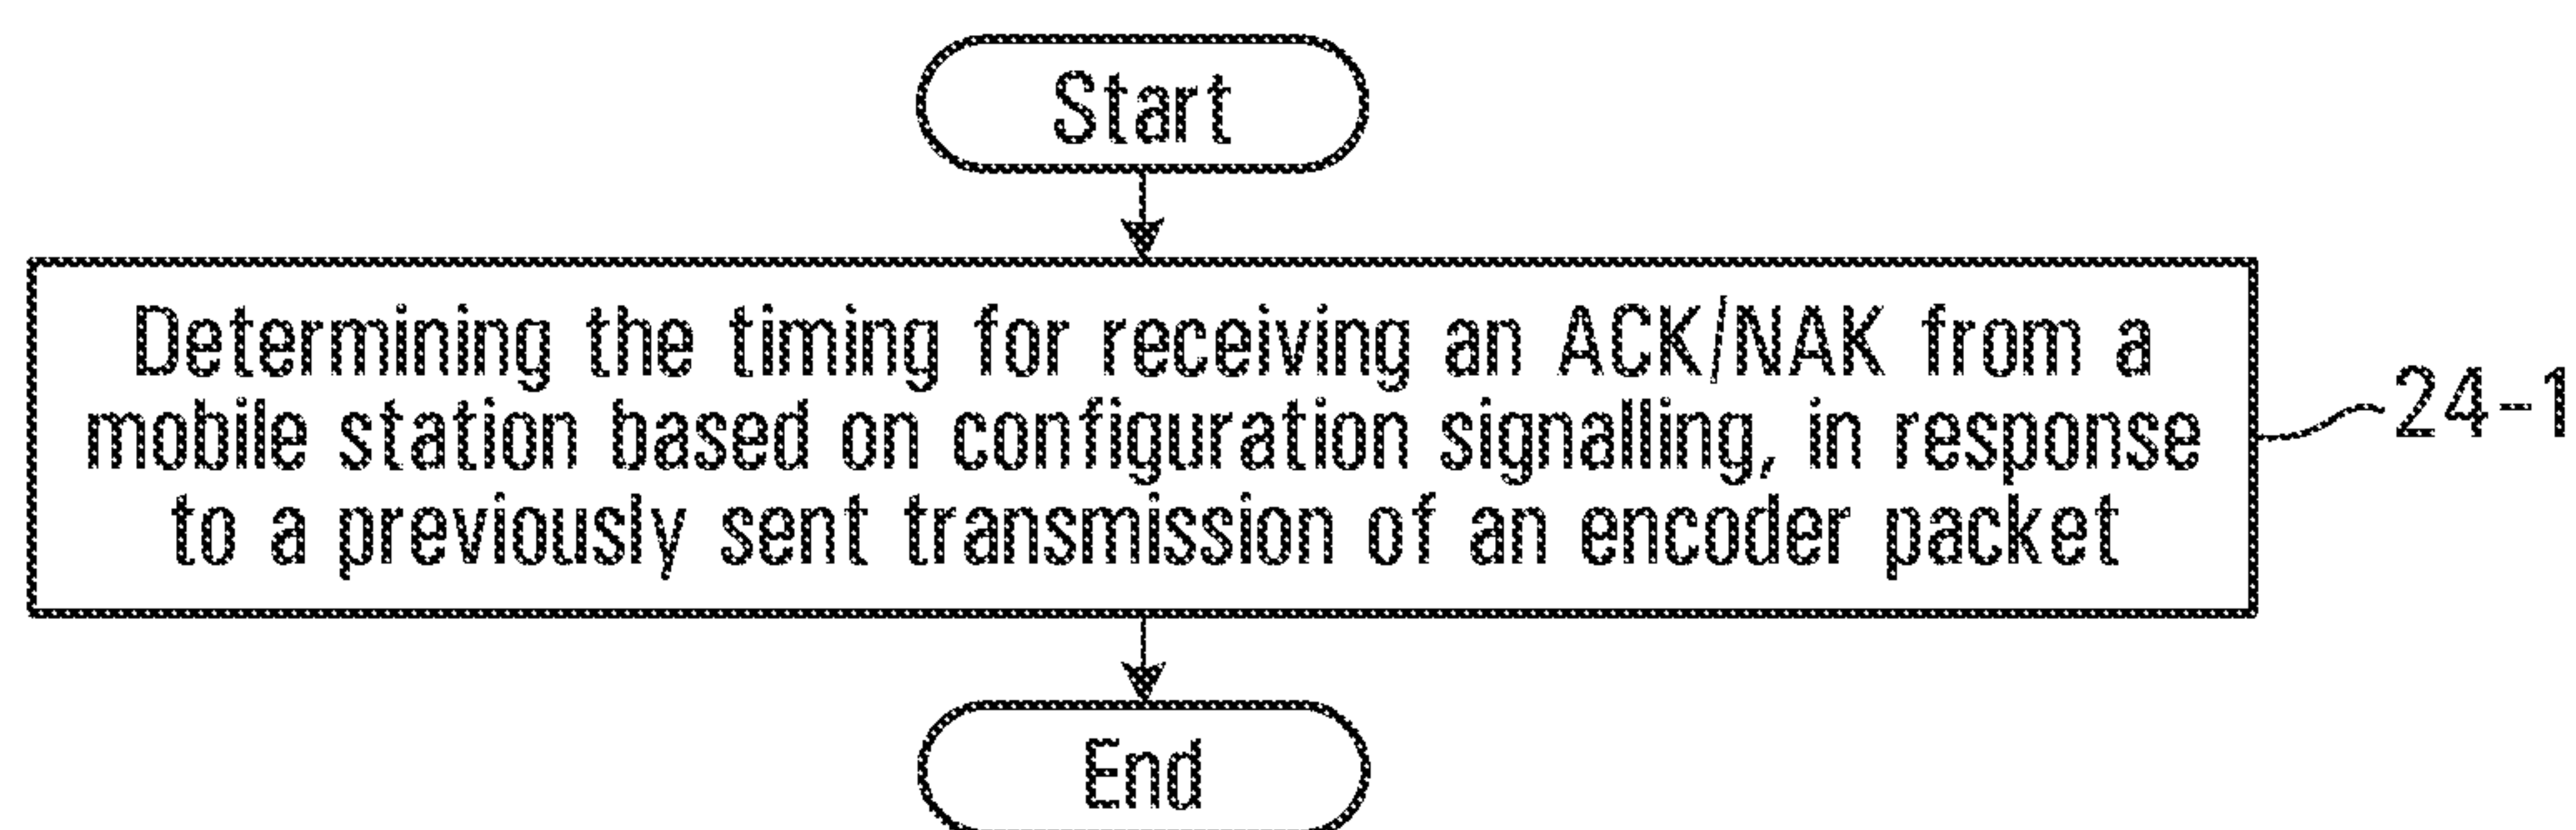 Start
Determining the timing for receiving an ACK/NAK from a
mobile station based on configuration signalling, in response
to a previously sent transmission of an encoder packet
24-1
End